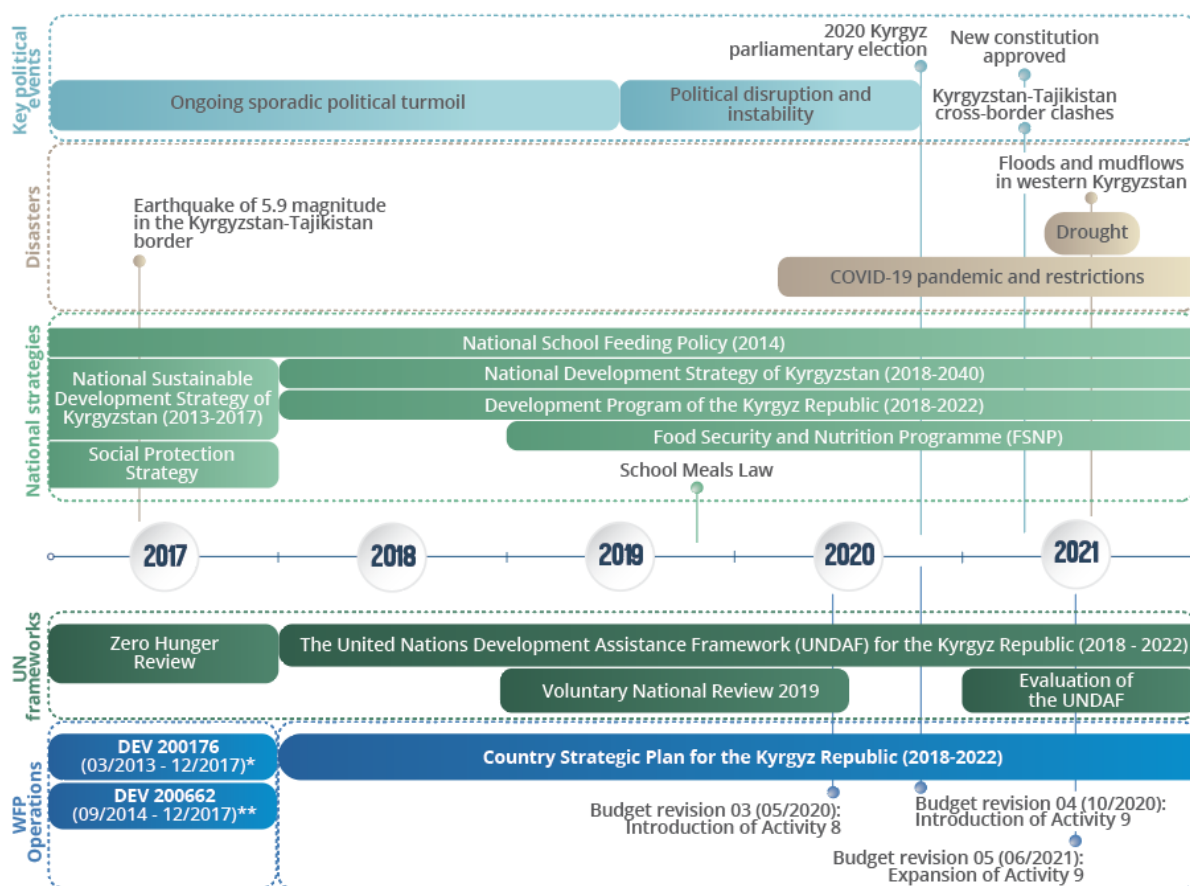 Key political
events
2020 Kyrgyz
parliamentary election
New constitution
approved
Ongoing sporadic political turmoil
Political disruption and
instability
Kyrgyzstan-Tajikistan
cross-border clashes
Disasters
Floods and mudflows
in western Kyrgyzstan
Earthquake of 5.9 magnitude
in the Kyrgyzstan-Tajikistan
border
Drought
COVID-19 pandemic and restrictions
National strategies
National School Feeding Policy (2014)
National Sustainable
Development Strategy of
Kyrgyzstan (2013-2017)
National Development Strategy of Kyrgyzstan (2018-2040)
Development Program of the Kyrgyz Republic (2018-2022)
Food Security and Nutrition Programme (FSNP)
Social Protection
Strategy
School Meals Law
2017
2018
2019
2020
2021
UN
frameworks
Zero Hunger
Review
The United Nations Development Assistance Framework (UNDAF) for the Kyrgyz Republic (2018 - 2022)
Voluntary National Review 2019
Evaluation of
the UNDAF
WFP
Operations
DEV 200176
(03/2013 - 12/2017)*
Country Strategic Plan for the Kyrgyz Republic (2018-2022)
DEV 200662
(09/2014 - 12/2017)**
Budget revision 03 (05/2020):
Introduction of Activity 8
Budget revision 04 (10/2020):
Introduction of Activity 9
Budget revision 05 (06/2021):
Expansion of Activity 9